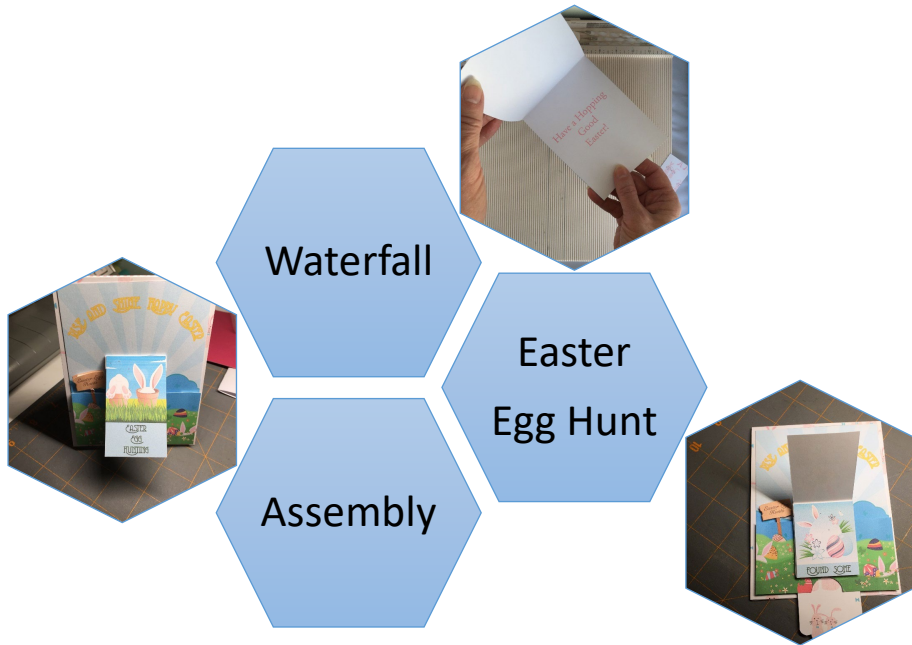 Have a Hopping
Good
Easter!
Waterfall
Easter
Egg Hunt
EASTER
EGG
HUNTING
Assembly
FOUND SOME